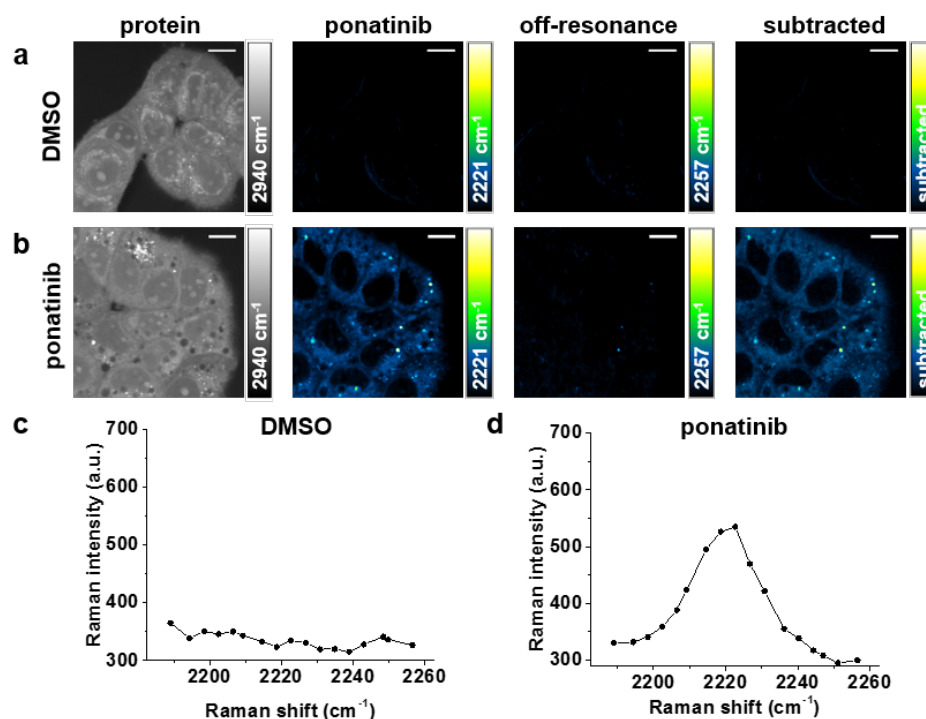 protein ponatinib off-resonance subtracted
a
DMSO
2940 cm⁻¹
2221 cm⁻¹
2257 cm⁻¹
subtracted
b
ponatinib
2940 cm⁻¹
2221 cm⁻¹
2257 cm⁻¹
subtracted
c
DMSO
Raman intensity (a.u.)
700
600
500
400
300
2200 2220 2240 2260
Raman shift (cm⁻¹)
d
ponatinib
Raman intensity (a.u.)
700
600
500
400
300
2200 2220 2240 2260
Raman shift (cm⁻¹)